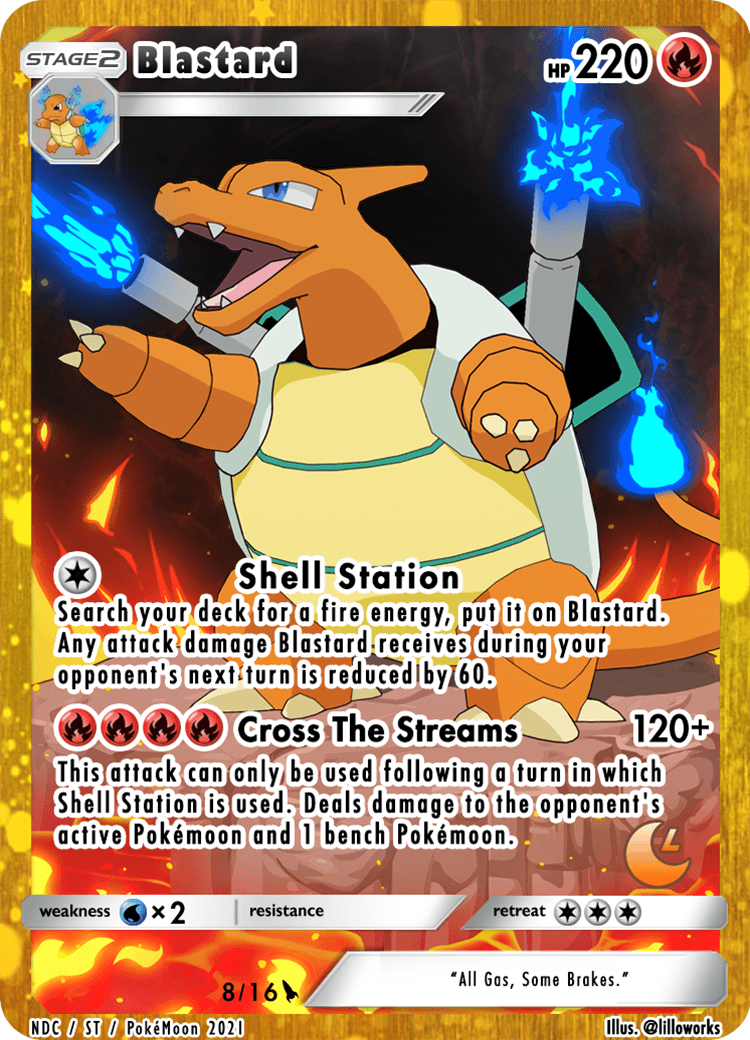 STAGE2 Blastard HP 220
Shell Station
Search your deck for a fire energy, put it on Blastard.
Any attack damage Blastard receives during your
opponent's next turn is reduced by 60.
Cross The Streams 120+
This attack can only be used following a turn in which
Shell Station is used. Deals damage to the opponent's
active Pokémoon and 1 bench Pokémoon.
weakness ×2 resistance retreat
8/16 "All Gas, Some Brakes."
NDC / ST / PokéMoon 2021 Illus. @lilloworks